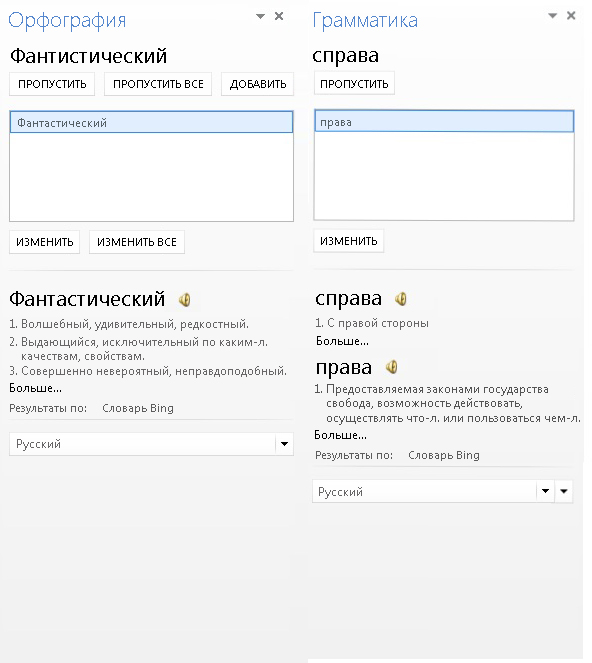 Орфография
Фантистический
ПРОПУСТИТЬ
ПРОПУСТИТЬ ВСЕ
ДОБАВИТЬ
Фантастический
ИЗМЕНИТЬ
ИЗМЕНИТЬ ВСЕ
Фантастический
1. Волшебный, удивительный, редкостный.
2. Выдающийся, исключительный по каким-л.
качествам, свойствам.
3. Совершенно невероятный, неправдоподобный.
Больше...
Результаты по: Словарь Bing
Русский
Грамматика
справа
ПРОПУСТИТЬ
права
ИЗМЕНИТЬ
справа
1. С правой стороны
Больше...
права
1. Предоставляемая законами государства
свобода, возможность действовать,
осуществлять что-л. или пользоваться чем-л.
Больше...
Результаты по: Словарь Bing
Русский